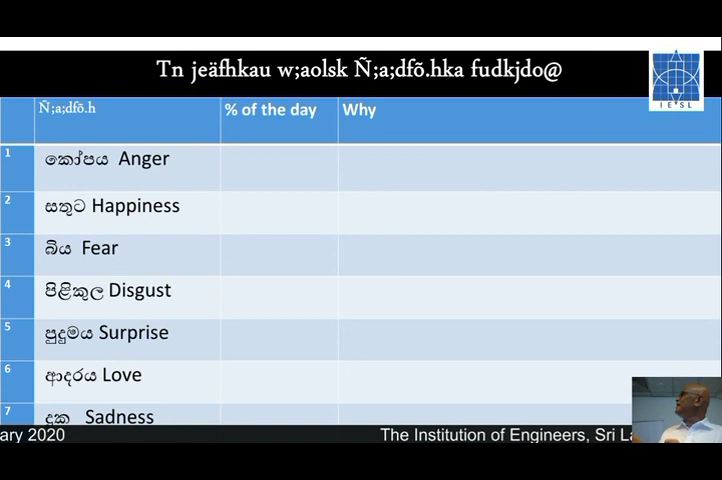 Tn jeäfhkau w;aolsk Ñ;a;dfõ.hka fudkjdo@
IESL
Ñ;a;dfõ.h % of the day Why
1 කෝපය Anger
2 සතුට Happiness
3 බිය Fear
4 පිළිකුල Disgust
5 පුදුමය Surprise
6 ආදරය Love
7 දුක Sadness
ary 2020 The Institution of Engineers, Sri La